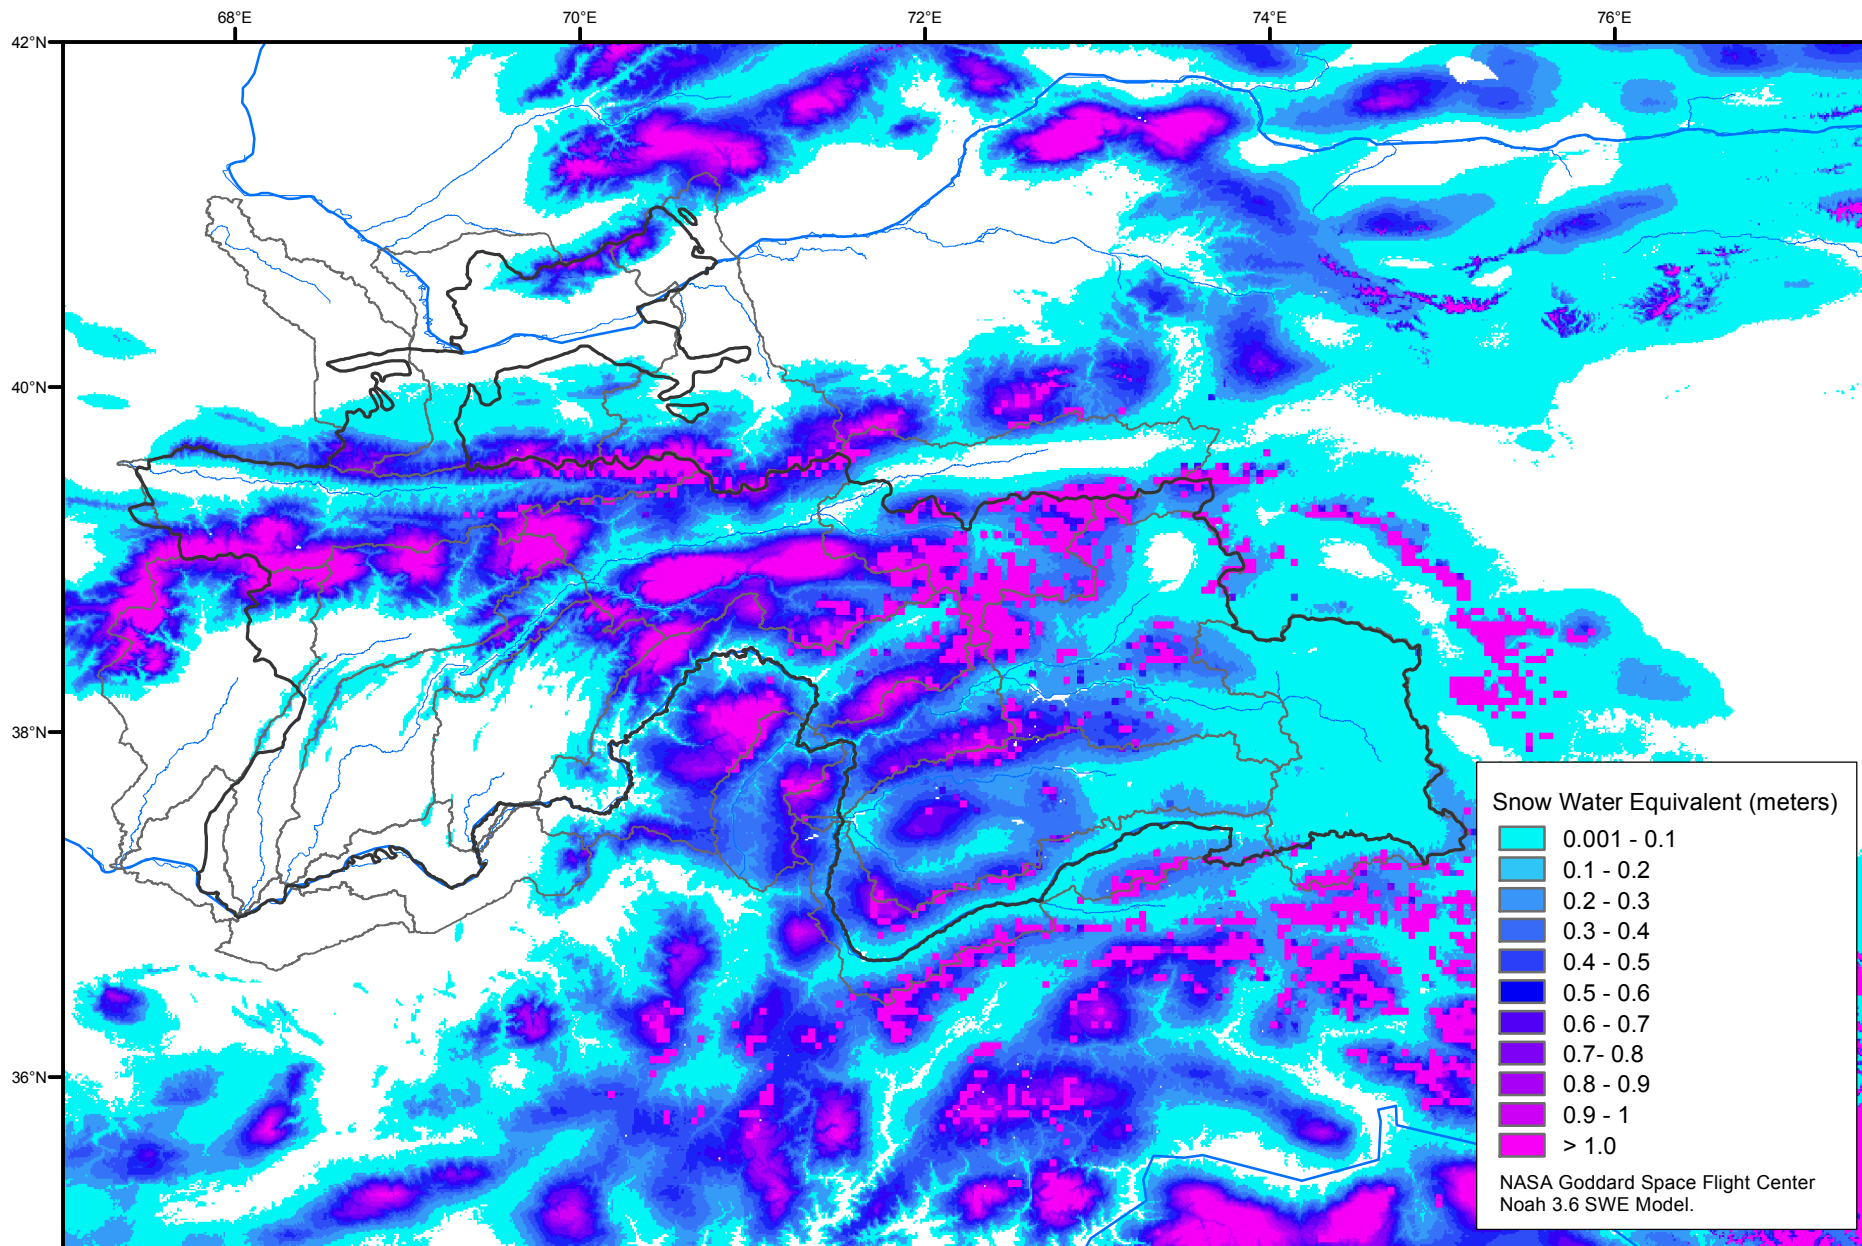 68°E 70°E 72°E 74°E 76°E
42°N
40°N
38°N
36°N
Snow Water Equivalent (meters)
0.001 - 0.1
0.1 - 0.2
0.2 - 0.3
0.3 - 0.4
0.4 - 0.5
0.5 - 0.6
0.6 - 0.7
0.7- 0.8
0.8 - 0.9
0.9 - 1
> 1.0
NASA Goddard Space Flight Center
Noah 3.6 SWE Model.